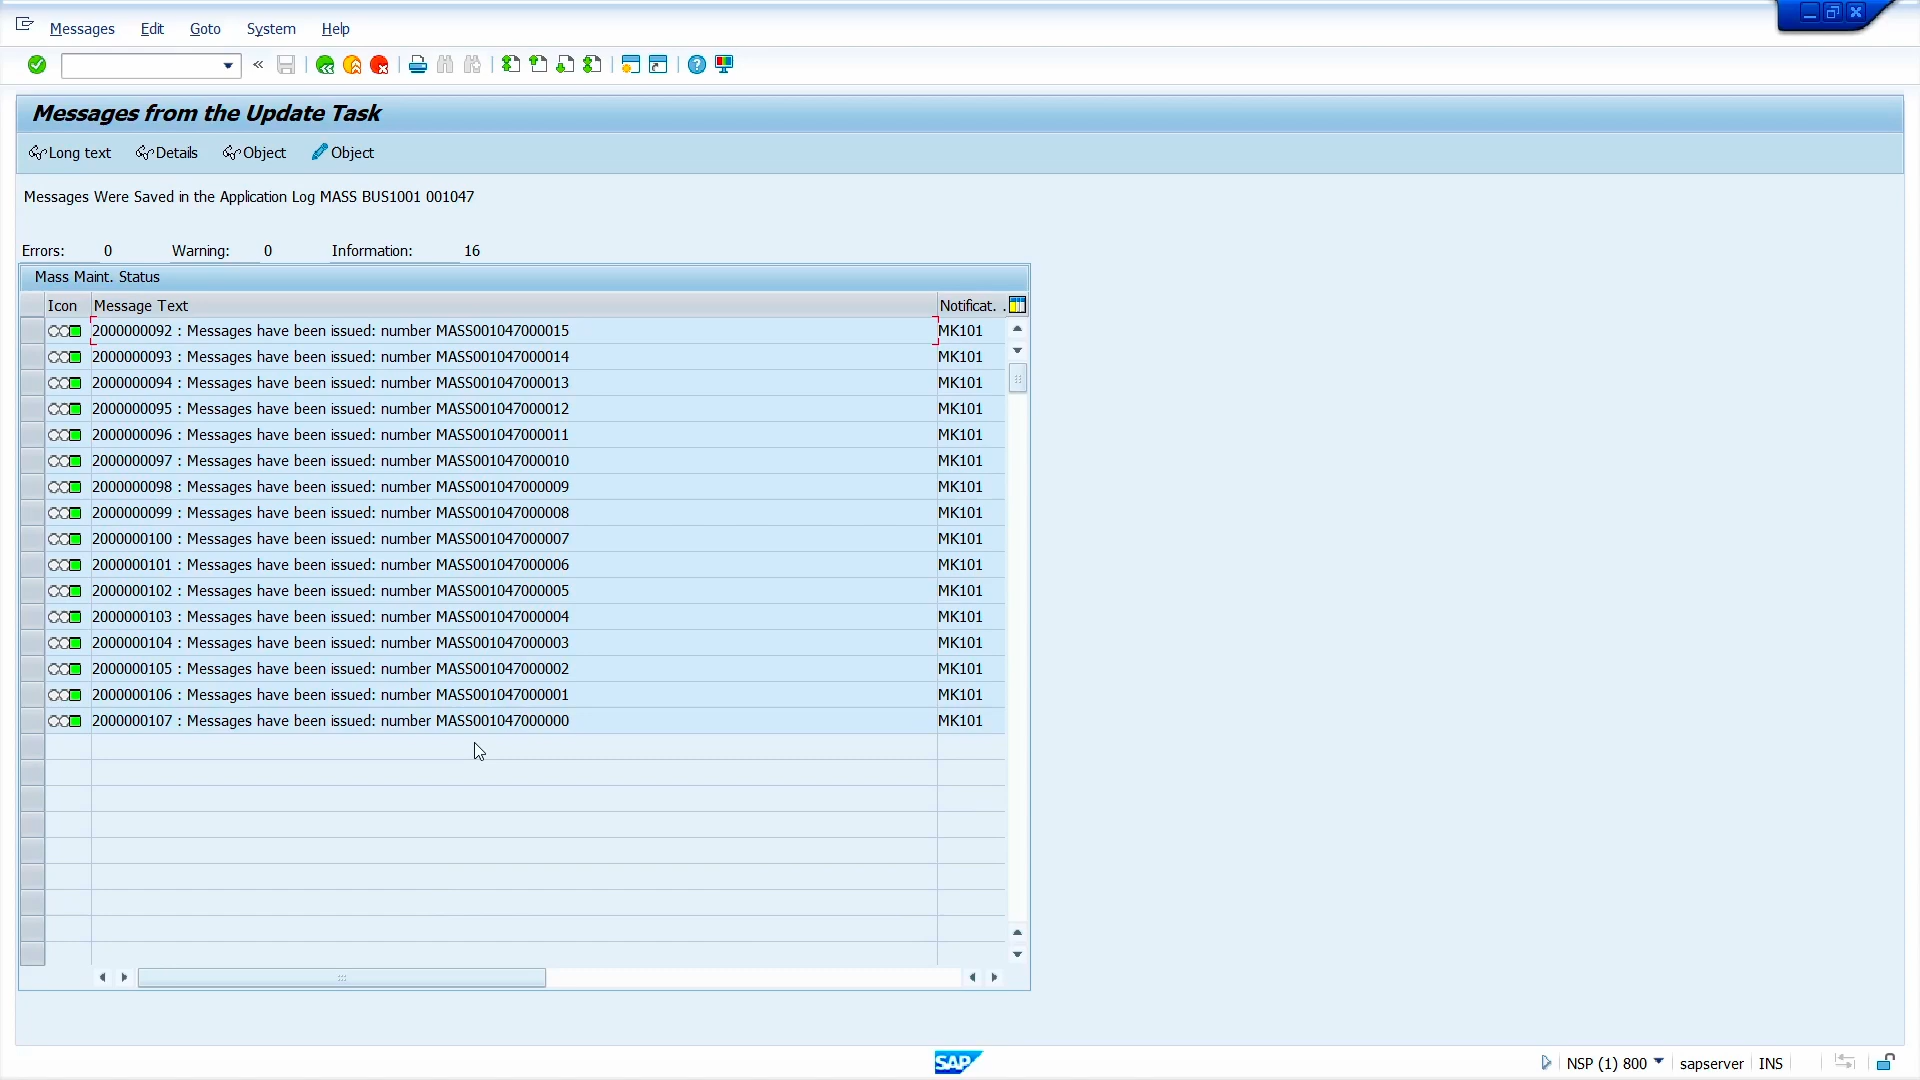 Messages Edit Goto System Help
Messages from the Update Task
Long text Details Object Object
Messages Were Saved in the Application Log MASS BUS1001 001047
Errors: 0 Warning: 0 Information: 16
Mass Maint. Status
Icon Message Text Notificat. .
2000000092 : Messages have been issued: number MASS001047000015 MK101
2000000093 : Messages have been issued: number MASS001047000014 MK101
2000000094 : Messages have been issued: number MASS001047000013 MK101
2000000095 : Messages have been issued: number MASS001047000012 MK101
2000000096 : Messages have been issued: number MASS001047000011 MK101
2000000097 : Messages have been issued: number MASS001047000010 MK101
2000000098 : Messages have been issued: number MASS001047000009 MK101
2000000099 : Messages have been issued: number MASS001047000008 MK101
2000000100 : Messages have been issued: number MASS001047000007 MK101
2000000101 : Messages have been issued: number MASS001047000006 MK101
2000000102 : Messages have been issued: number MASS001047000005 MK101
2000000103 : Messages have been issued: number MASS001047000004 MK101
2000000104 : Messages have been issued: number MASS001047000003 MK101
2000000105 : Messages have been issued: number MASS001047000002 MK101
2000000106 : Messages have been issued: number MASS001047000001 MK101
2000000107 : Messages have been issued: number MASS001047000000 MK101
SAP NSP (1) 800 sapserver INS